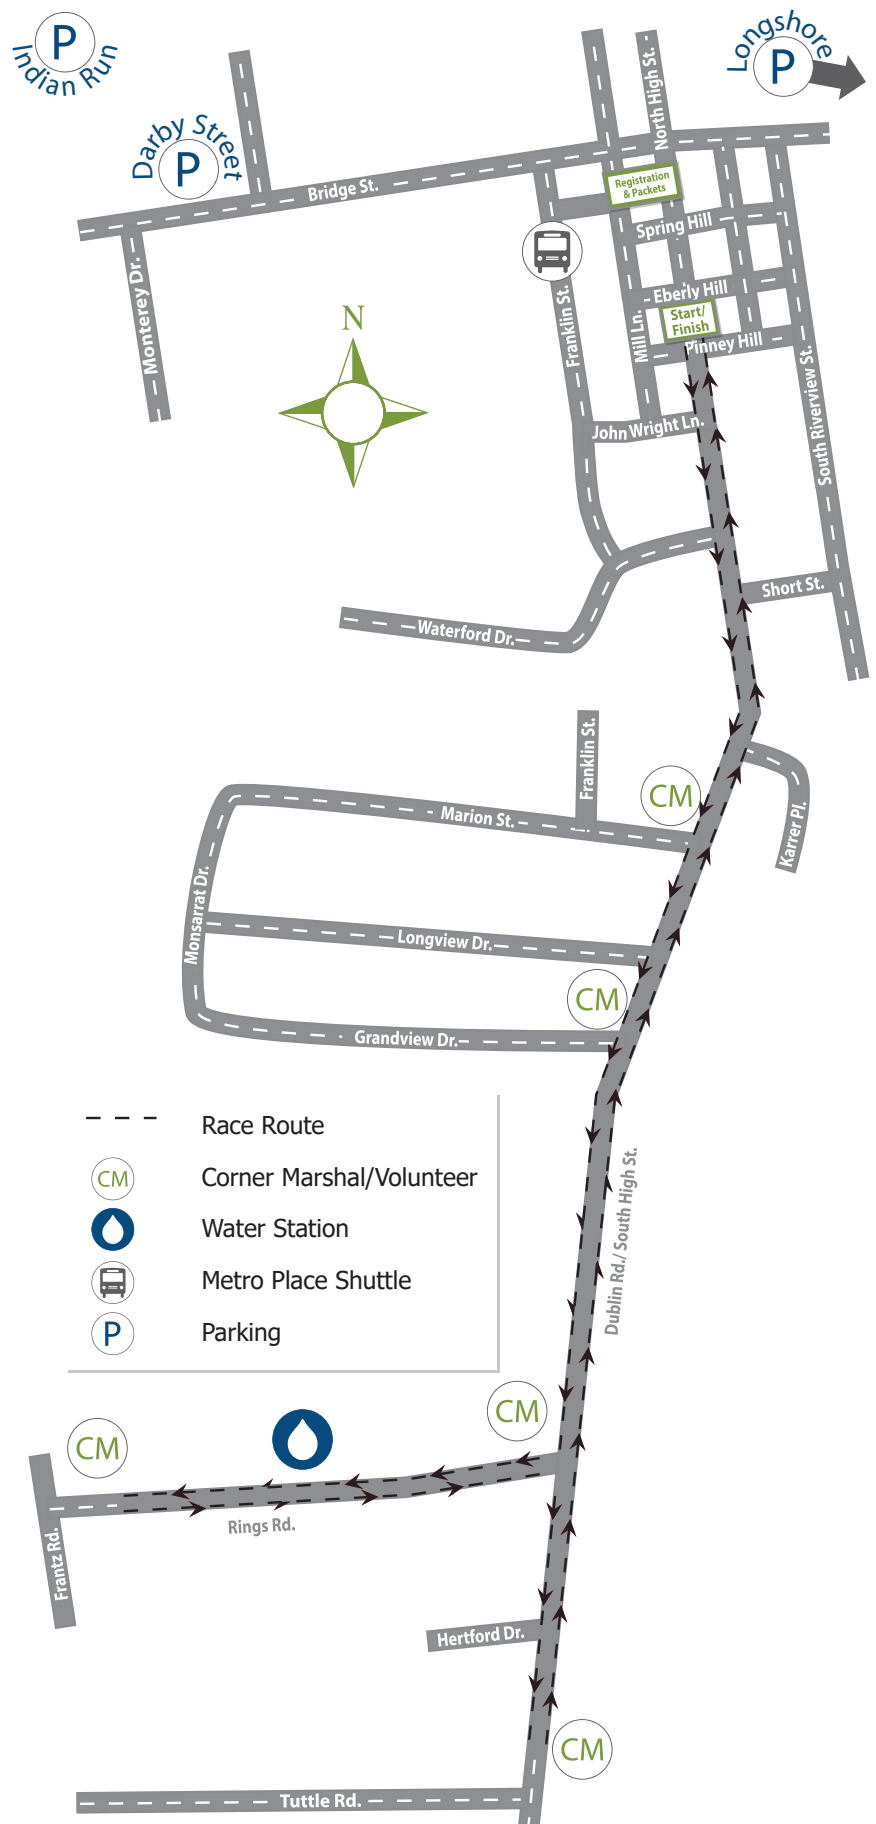 P
Indian Run
Longshore
P
North High St.
Darby Street
P
Bridge St.
Registration
& Packets
Spring Hill
Monterey Dr.
Eberly Hill
Franklin St.
Mill Ln.
Start/
Finish
Pinney Hill
N
South Riverview St.
John Wright Ln.
Short St.
Waterford Dr.
Franklin St.
CM
Marion St.
Karrer Pl.
Monsarrat Dr.
Longview Dr.
CM
Grandview Dr.
Race Route
CM
Corner Marshal/Volunteer
Water Station
Metro Place Shuttle
P
Parking
Dublin Rd./ South High St.
CM
CM
Rings Rd.
Frantz Rd.
Hertford Dr.
CM
Tuttle Rd.